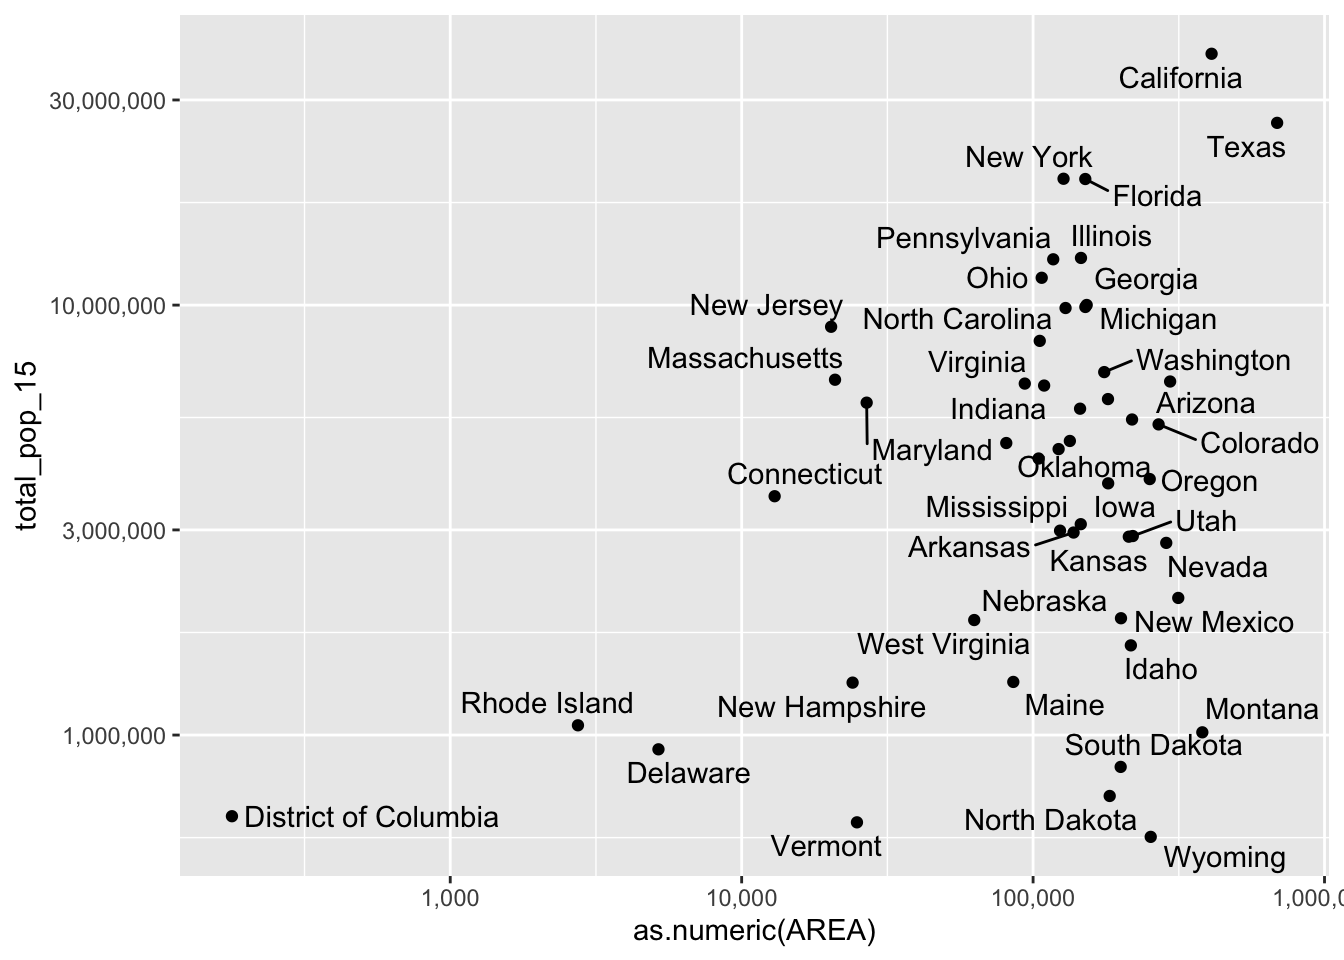 California
30,000,000
Texas
New York
Florida
Pennsylvania
Illinois
Ohio
Georgia
10,000,000
New Jersey
North Carolina
Michigan
Massachusetts
Virginia
Washington
Indiana
Arizona
Colorado
Maryland
Oklahoma
Connecticut
Oregon
Mississippi
Iowa
Utah
3,000,000
Arkansas
Kansas
Nevada
Nebraska
New Mexico
West Virginia
Idaho
Rhode Island
New Hampshire
Maine
Montana
1,000,000
South Dakota
Delaware
District of Columbia
North Dakota
Vermont
Wyoming
total_pop_15
1,000
10,000
100,000
1,000,0
as.numeric(AREA)